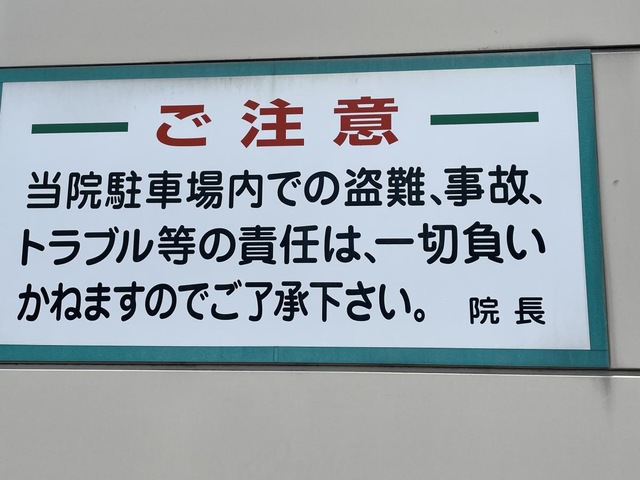 ご注意
当院駐車場内での盗難、事故、
トラブル等の責任は、一切負い
かねますのでご了承下さい。 院長